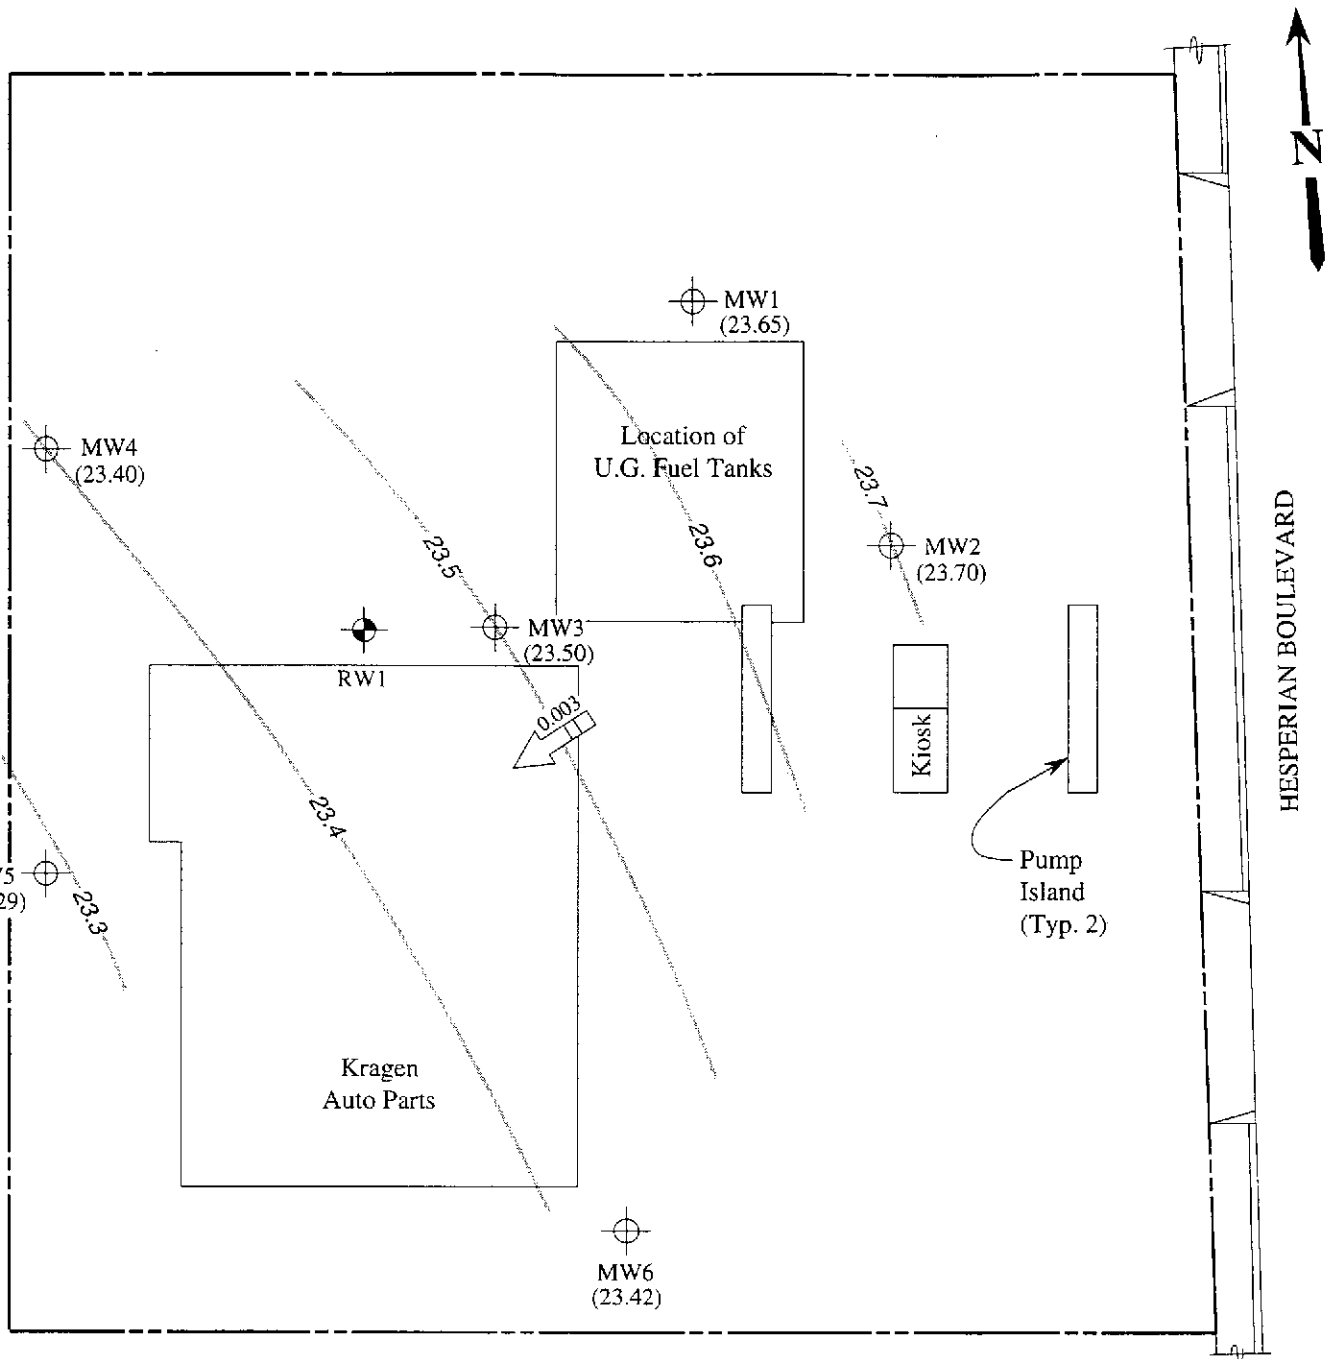 N
MW1
(23.65)
MW4
(23.40)
Location of
U.G. Fuel Tanks
23.7
23.5
23.6
MW2
(23.70)
HESPERIAN BOULEVARD
MW3
(23.50)
RW1
0.003
Kiosk
23.4
Pump
Island
(Typ. 2)
5
29)
23.3
Kragen
Auto Parts
MW6
(23.42)